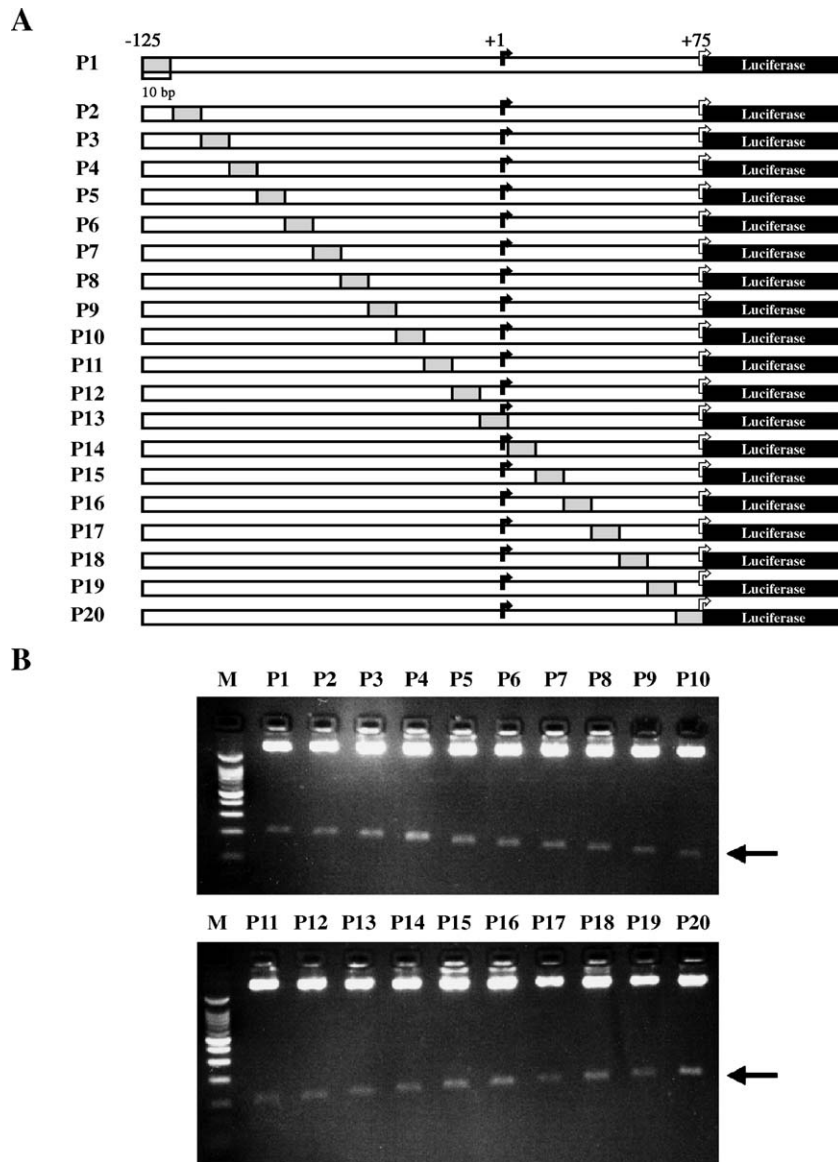 A
-125 +1 +75
P1 Luciferase
10 bp
P2 Luciferase
P3 Luciferase
P4 Luciferase
P5 Luciferase
P6 Luciferase
P7 Luciferase
P8 Luciferase
P9 Luciferase
P10 Luciferase
P11 Luciferase
P12 Luciferase
P13 Luciferase
P14 Luciferase
P15 Luciferase
P16 Luciferase
P17 Luciferase
P18 Luciferase
P19 Luciferase
P20 Luciferase
B
M P1 P2 P3 P4 P5 P6 P7 P8 P9 P10
M P11 P12 P13 P14 P15 P16 P17 P18 P19 P20